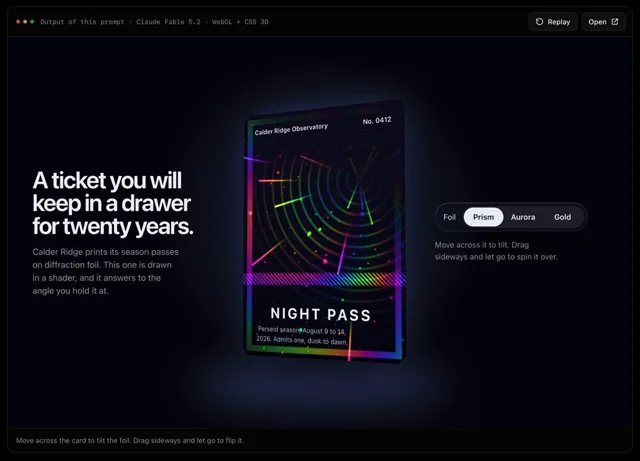 Output of this prompt · Claude Fable 5.2 · WebGL + CSS 3D
Replay
Open
Calder Ridge Observatory
No. 0412
A ticket you will
keep in a drawer
for twenty years.
Calder Ridge prints its season passes
on diffraction foil. This one is drawn
in a shader, and it answers to the
angle you hold it at.
Foil
Prism
Aurora
Gold
Move across it to tilt. Drag
sideways and let go to spin it over.
NIGHT PASS
Perseid season, August 9 to 14,
2026. Admits one, dusk to dawn.
Move across the card to tilt the foil. Drag sideways and let go to flip it.